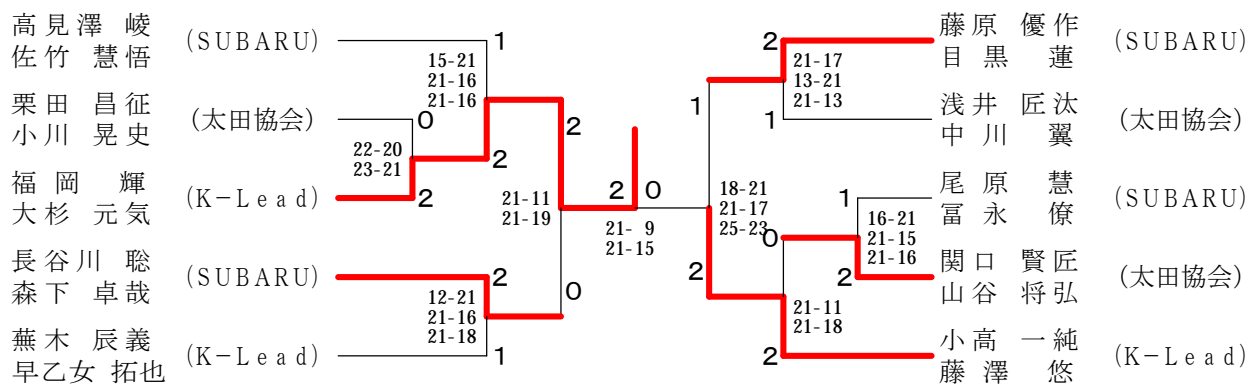 高見澤 崚
佐竹 慧悟
(SUBARU)
1
15-21
21-16
21-16
栗田 昌征
小川 晃史
(太田協会)
0
22-20
23-21
2
福岡 輝
大杉 元気
(K-Lead)
2
2
21-11
21-19
長谷川 聡
森下 卓哉
(SUBARU)
2
12-21
21-16
21-18
0
蕪木 辰義
早乙女 拓也
(K-Lead)
1
2 0
21- 9
21-15
藤原 優作
目黒 蓮
(SUBARU)
2
21-17
13-21
21-13
1
浅井 匠汰
中川 翼
(太田協会)
1
18-21
21-17
25-23
尾原 慧
冨永 僚
(SUBARU)
1
16-21
21-15
21-16
0
関口 賢匠
山谷 将弘
(太田協会)
2
2
21-11
21-18
小高 一純
藤澤 悠
(K-Lead)
2